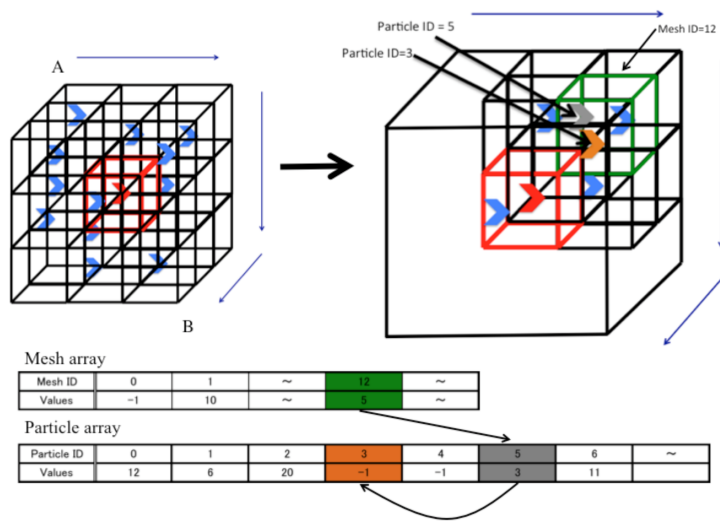 Particle ID = 5
Mesh ID=12
Particle ID=3
A
B
Mesh array
Mesh ID 0 1 ~ 12 ~
Values -1 10 ~ 5 ~
Particle array
Particle ID 0 1 2 3 4 5 6 ~
Values 12 6 20 -1 -1 3 11